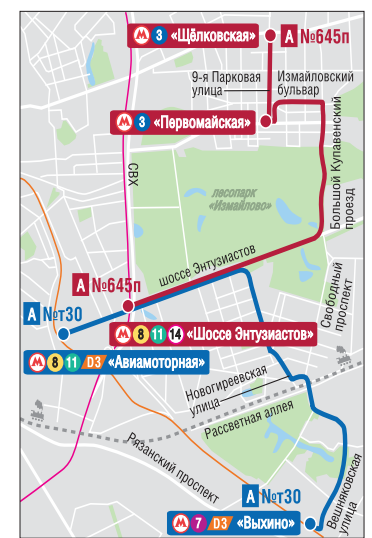 М 3 «Щёлковская»
А №645п
9-я Парковая
улица
Измайловский
бульвар
М 3 «Первомайская»
Большой Купавенский
проезд
СВХ
лесопарк
«Измайлово»
шоссе Энтузиастов
Свободный
проспект
А №645п
А №т30
М 8 11 14 «Шоссе Энтузиастов»
М 8 11 D3 «Авиамоторная»
Новогиреевская
улица
Рассветная аллея
Рязанский проспект
Вешняковская
улица
А №т30
М 7 D3 «Выхино»